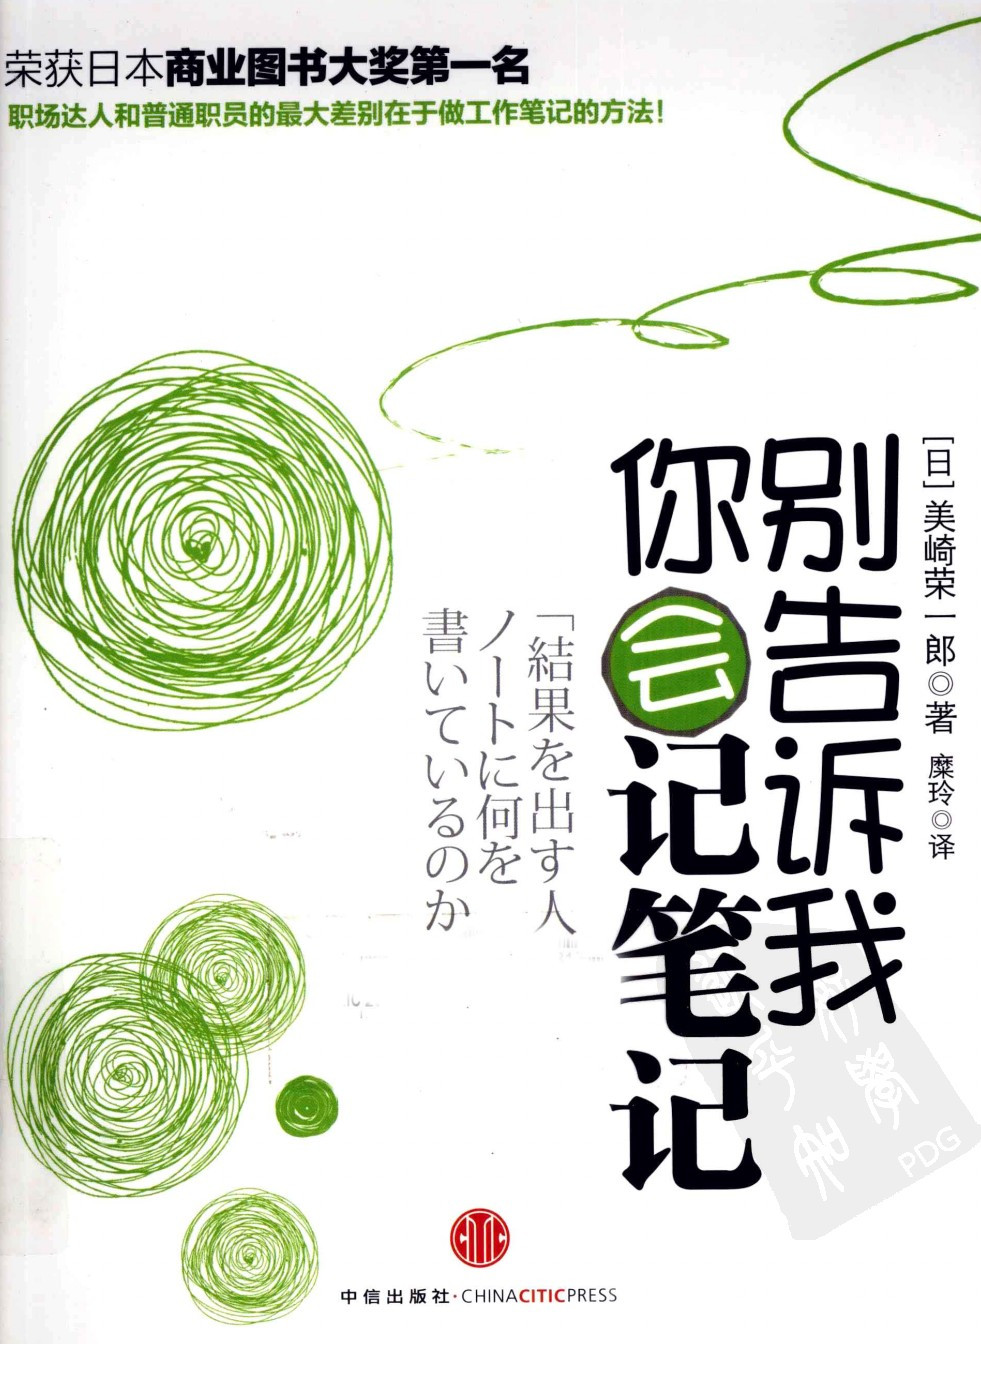 荣获日本商业图书大奖第一名
职场达人和普通职员的最大差别在于做工作笔记的方法！
［日］美崎荣一郎◎著 糜玲◎译
别告诉我
你会记笔记
「結果を出す人
ノートに何を
書いているのか
PDG
中信出版社·CHINACITICPRESS